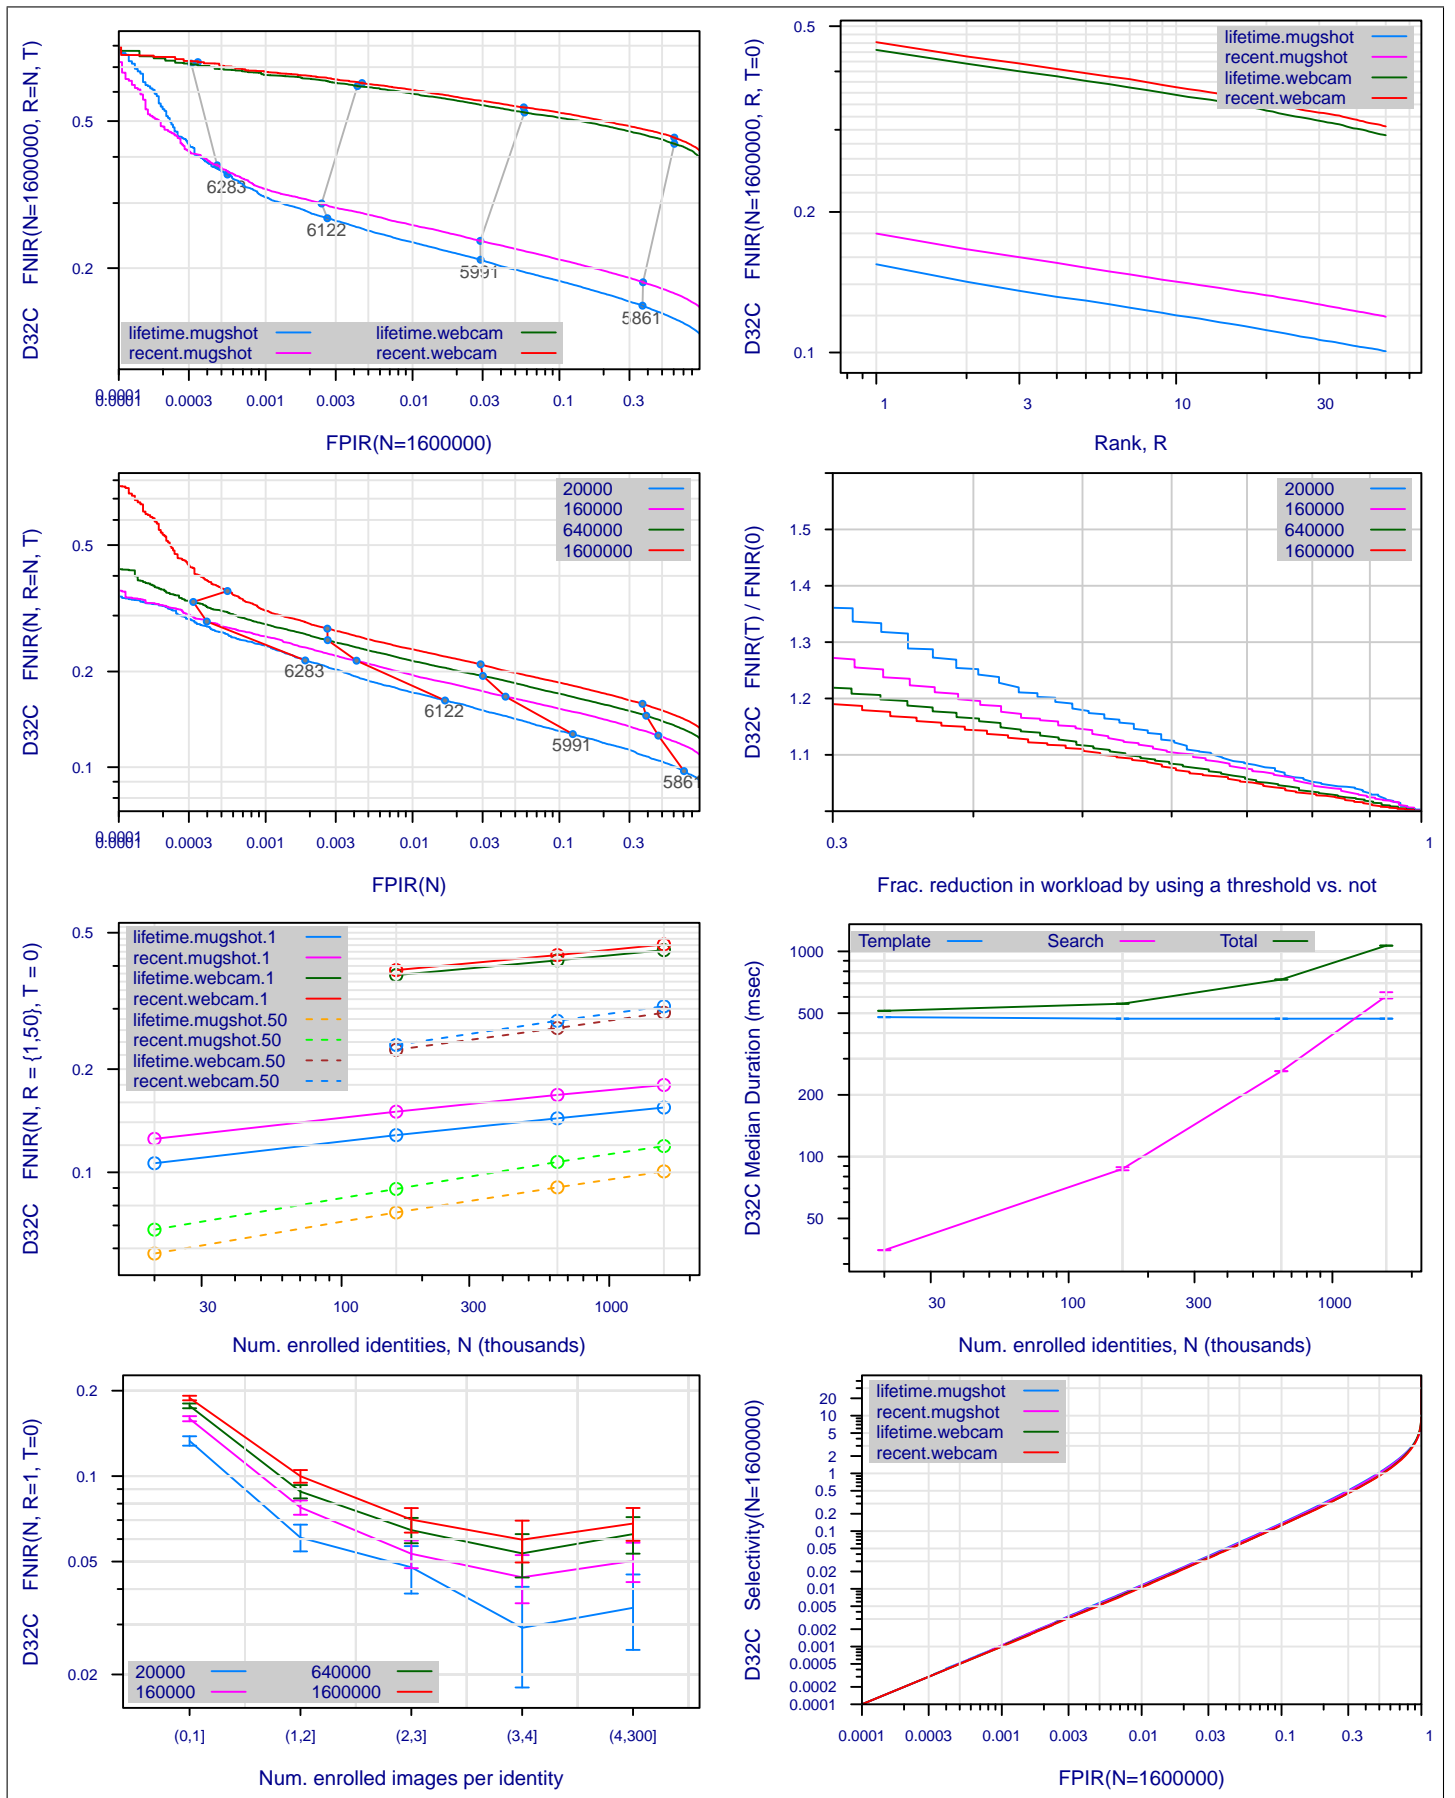 D32C FNIR(N=1600000, R=N, T)
0.5
0.2
6283
6122
5991
5861
lifetime.mugshot
recent.mugshot
lifetime.webcam
recent.webcam
0.0001
0.0001 0.0003 0.001 0.003 0.01 0.03 0.1 0.3
FPIR(N=1600000)
D32C FNIR(N=1600000, R, T=0)
0.5
0.2
0.1
lifetime.mugshot
recent.mugshot
lifetime.webcam
recent.webcam
1 3 10 30
Rank, R
D32C FNIR(N, R=N, T)
0.5
0.2
0.1
20000
160000
640000
1600000
6283
6122
5991
5861
0.0001
0.0001 0.0003 0.001 0.003 0.01 0.03 0.1 0.3
FPIR(N)
D32C FNIR(T) / FNIR(0)
1.5
1.4
1.3
1.2
1.1
20000
160000
640000
1600000
0.3 1
Frac. reduction in workload by using a threshold vs. not
D32C FNIR(N, R = {1,50}, T = 0)
0.5
0.2
0.1
lifetime.mugshot.1
recent.mugshot.1
lifetime.webcam.1
recent.webcam.1
lifetime.mugshot.50
recent.mugshot.50
lifetime.webcam.50
recent.webcam.50
30 100 300 1000
Num. enrolled identities, N (thousands)
D32C Median Duration (msec)
1000
500
200
100
50
Template Search Total
30 100 300 1000
Num. enrolled identities, N (thousands)
D32C FNIR(N, R=1, T=0)
0.2
0.1
0.05
0.02
20000
160000
640000
1600000
(0,1] (1,2] (2,3] (3,4] (4,300]
Num. enrolled images per identity
D32C Selectivity(N=1600000)
20
10
5
2
1
0.5
0.2
0.1
0.05
0.02
0.01
0.005
0.002
0.001
0.0005
0.0002
0.0001
lifetime.mugshot
recent.mugshot
lifetime.webcam
recent.webcam
0.0001 0.0003 0.001 0.003 0.01 0.03 0.1 0.3 1
FPIR(N=1600000)